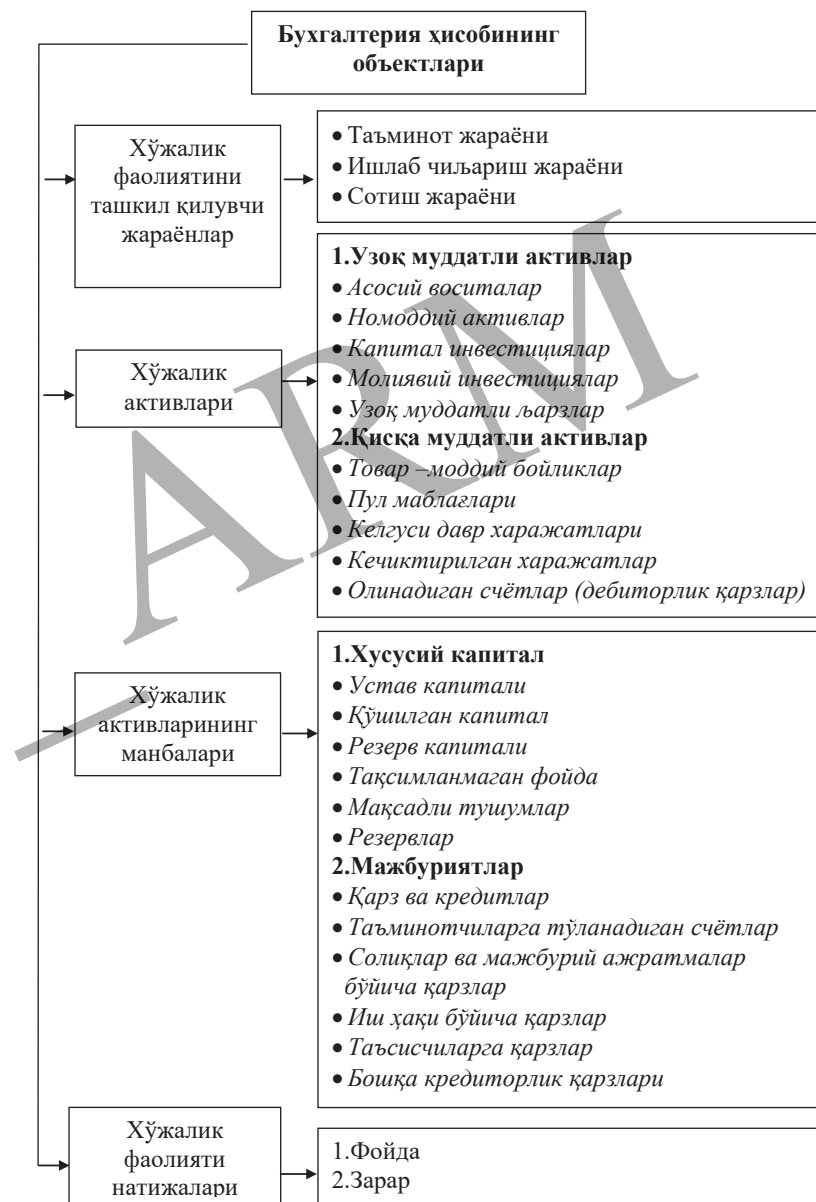 Бухгалтерия ҳисобининг
объектлари
Хўжалик
фаолиятини
ташкил қилувчи
жараёнлар
• Таъминот жараёни
• Ишлаб чиљариш жараёни
• Сотиш жараёни
Хўжалик
активлари
1.Узоқ муддатли активлар
• Асосий воситалар
• Номоддий активлар
• Капитал инвестициялар
• Молиявий инвестициялар
• Узоқ муддатли љарзлар
2.Қисқа муддатли активлар
• Товар –моддий бойликлар
• Пул маблағлари
• Келгуси давр харажатлари
• Кечиктирилган харажатлар
• Олинадиган счётлар (дебиторлик қарзлар)
Хўжалик
активларининг
манбалари
1.Хусусий капитал
• Устав капитали
• Қўшилган капитал
• Резерв капитали
• Тақсимланмаган фойда
• Мақсадли тушумлар
• Резервлар
2.Мажбуриятлар
• Қарз ва кредитлар
• Таъминотчиларга тўланадиган счётлар
• Солиқлар ва мажбурий ажратмалар
бўйича қарзлар
• Иш ҳақи бўйича қарзлар
• Таъсисчиларга қарзлар
• Бошқа кредиторлик қарзлари
Хўжалик
фаолияти
натижалари
1.Фойда
2.Зарар
_ARM